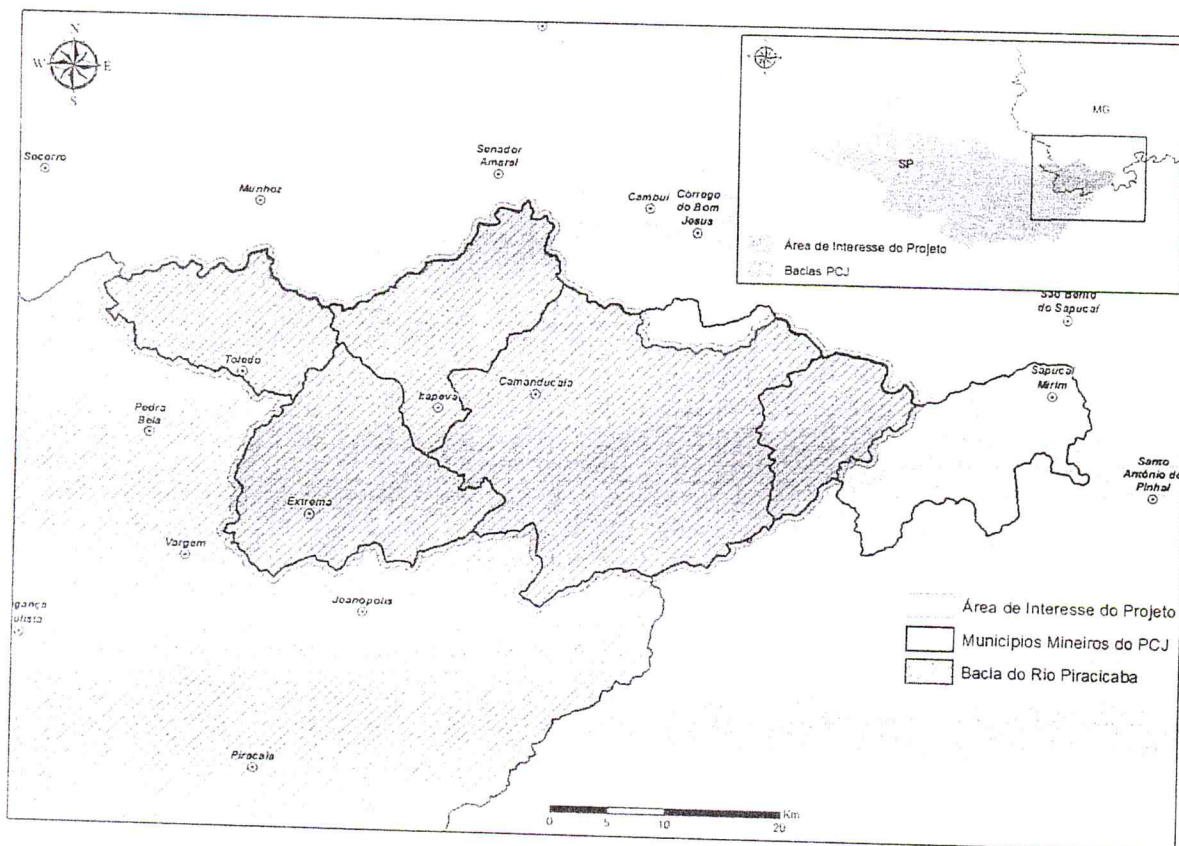 N
W E
S
Socorro
Munhoz
Senador
Amaral
Cambuí
Córrego
do Bom
Jesus
MG
SP
Área de Interesse do Projeto
Bacias PCJ
São Bento
do Sapucaí
Toledo
Pedra
Bela
Itapeva
Camanducaia
Sapucaí
Mirim
Santo
Antônio do
Pinhal
Extrema
Vargem
Joanópolis
Piracaia
Área de Interesse do Projeto
Municípios Mineiros do PCJ
Bacia do Rio Piracicaba
Km
0 5 10 20